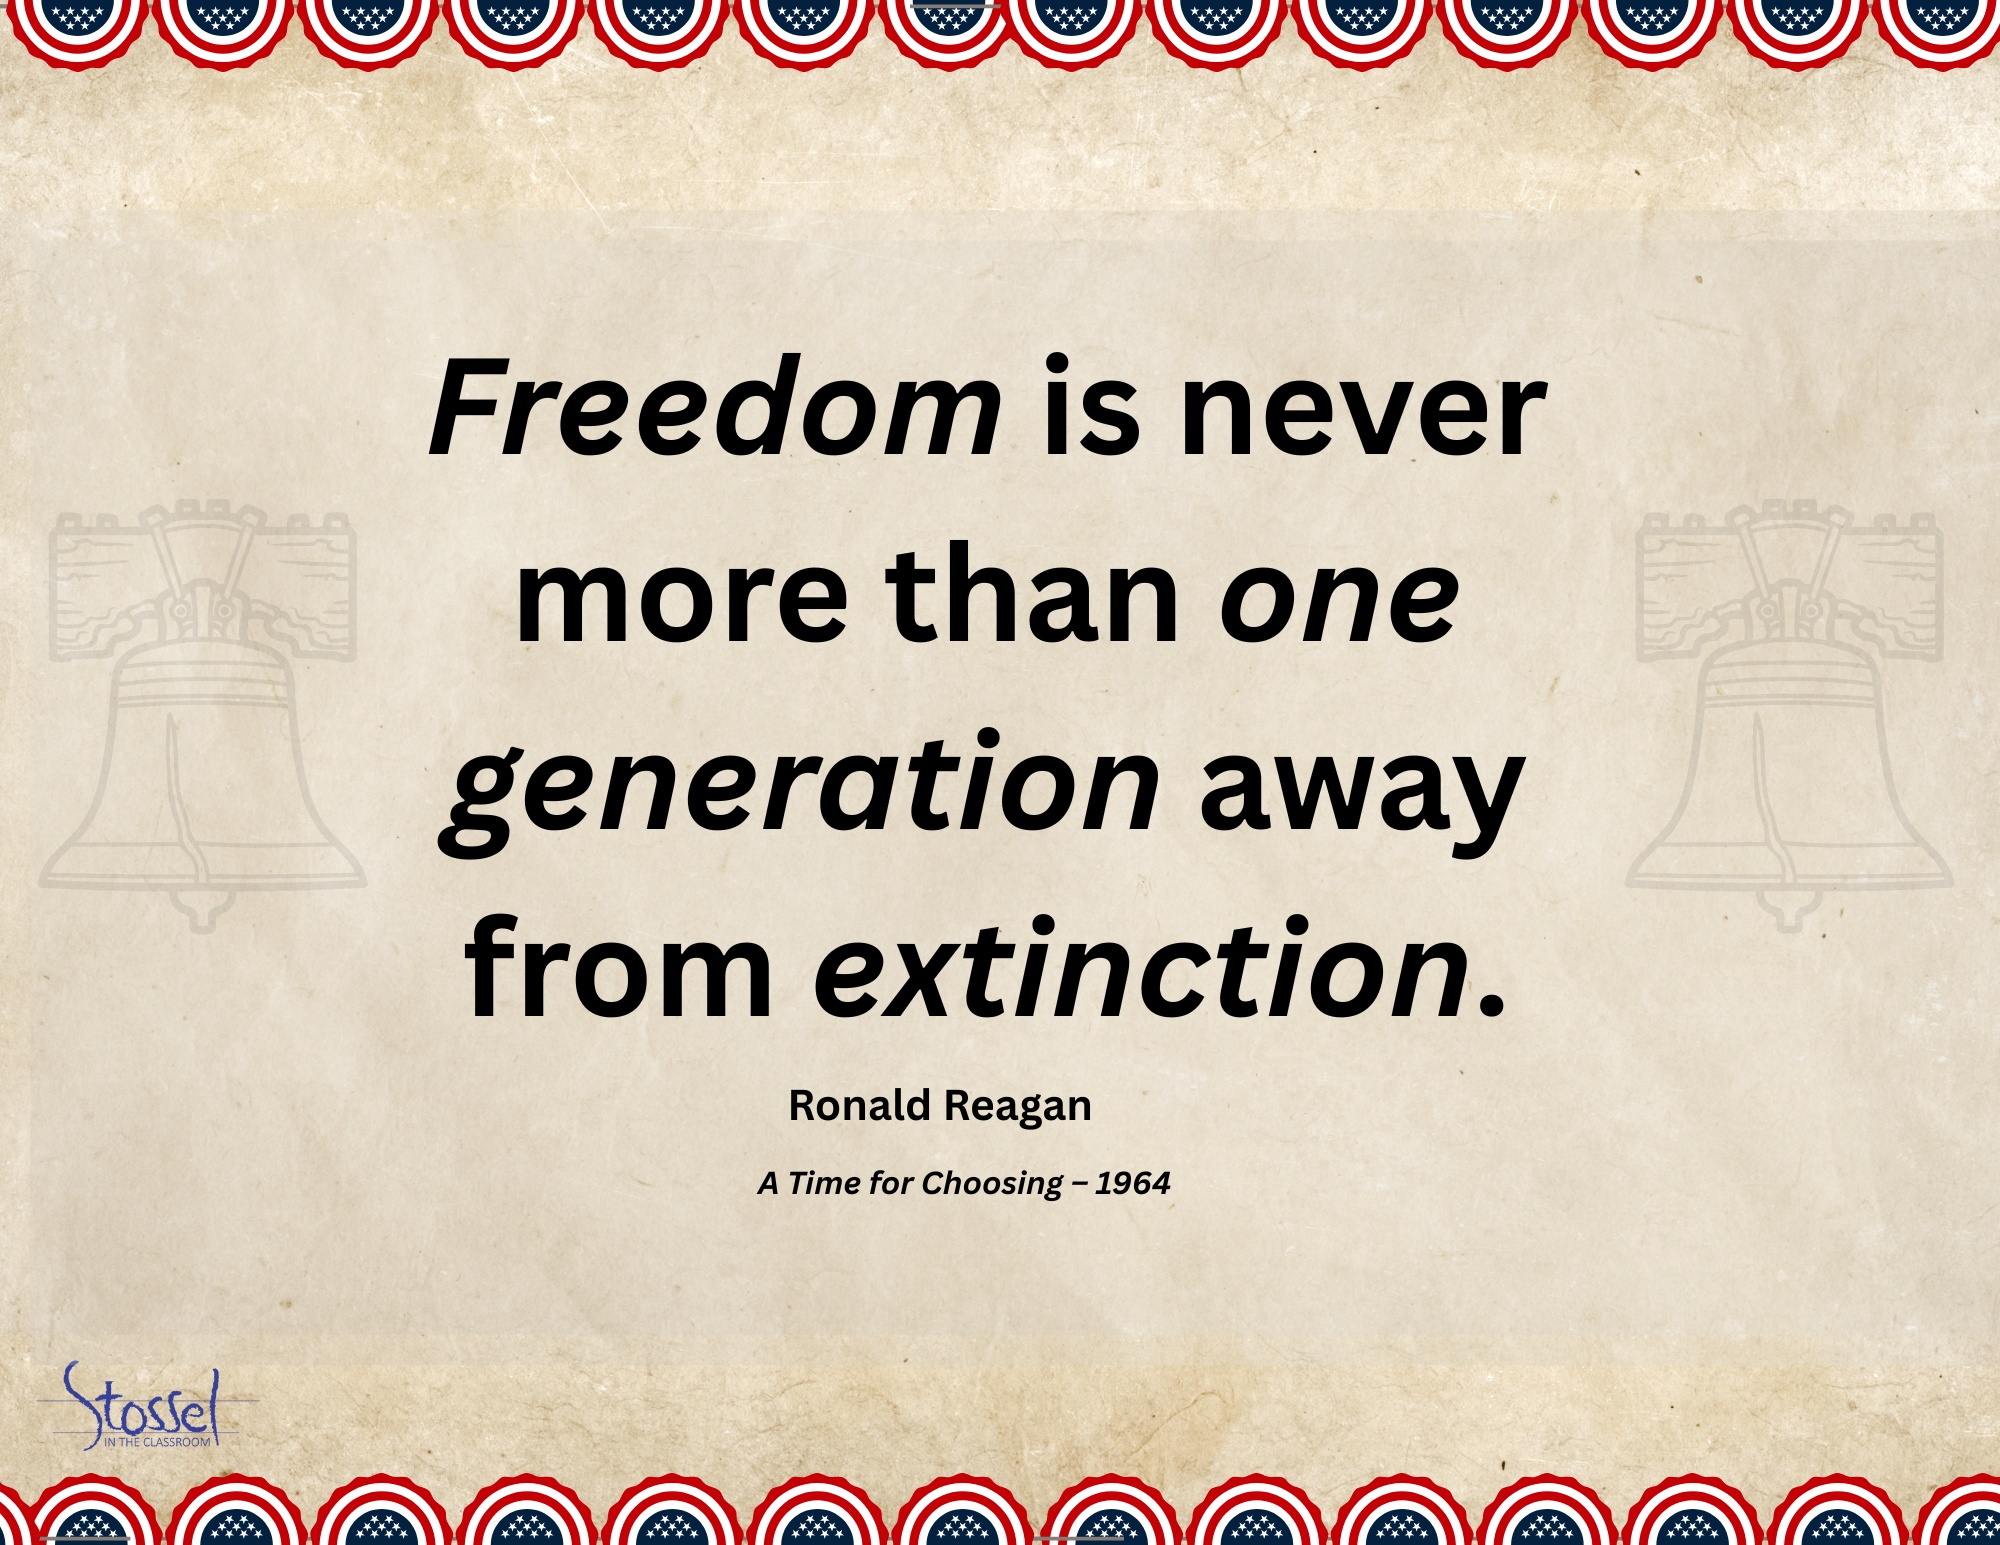 Freedom is never
more than one
generation away
from extinction.
Ronald Reagan
A Time for Choosing – 1964
Stossel
IN THE CLASSROOM